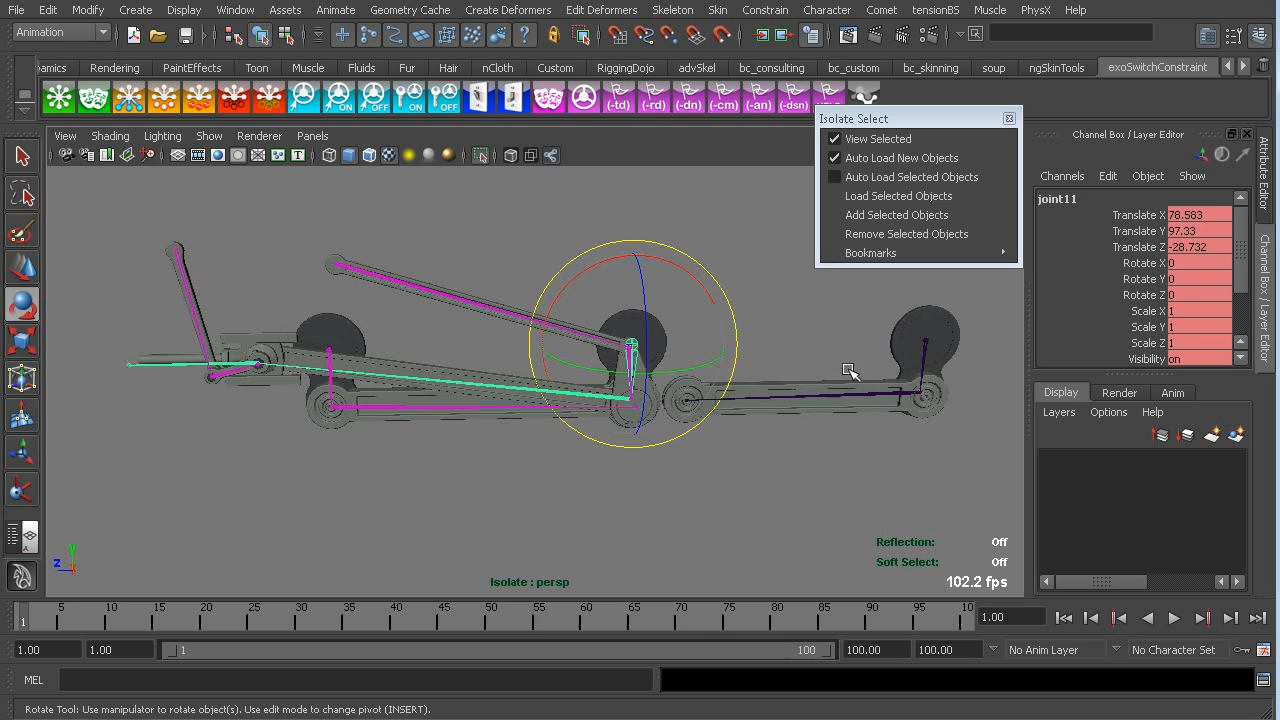 File Edit Modify Create Display Window Assets Animate Geometry Cache Create Deformers Edit Deformers Skeleton Skin Constrain Character Comet tensionBS Muscle PhysX Help
Animation
amics Rendering PaintEffects Toon Muscle Fluids Fur Hair nCloth Custom RiggingDojo advSkel bc_consulting bc_custom bc_skinning soup ngSkinTools exoSwitchConstraint
ON OFF ON OFF (-td) (-rd) (-dn) (-cm) (-an) (-dsn)
Isolate Select
View Selected
Auto Load New Objects
Auto Load Selected Objects
Load Selected Objects
Add Selected Objects
Remove Selected Objects
Bookmarks
View Shading Lighting Show Renderer Panels
Channel Box / Layer Editor
Channels Edit Object Show
joint11
Translate X 78.583
Translate Y 97.33
Translate Z -28.732
Rotate X 0
Rotate Y 0
Rotate Z 0
Scale X 1
Scale Y 1
Scale Z 1
Visibility on
Attribute Editor
Channel Box / Layer Editor
Display Render Anim
Layers Options Help
Reflection: Off
Soft Select: Off
102.2 fps
Isolate : persp
y
z
1 5 10 15 20 25 30 35 40 45 50 55 60 65 70 75 80 85 90 95 10 1.00
1.00 1.00 1 100 100.00 100.00 No Anim Layer No Character Set
MEL
Rotate Tool: Use manipulator to rotate object(s). Use edit mode to change pivot (INSERT).